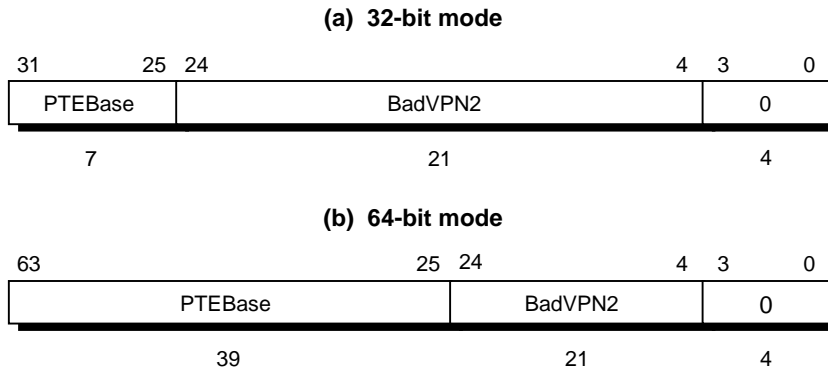 (a) 32-bit mode
31 25 24 4 3 0
PTEBase BadVPN2 0
7 21 4
(b) 64-bit mode
63 25 24 4 3 0
PTEBase BadVPN2 0
39 21 4